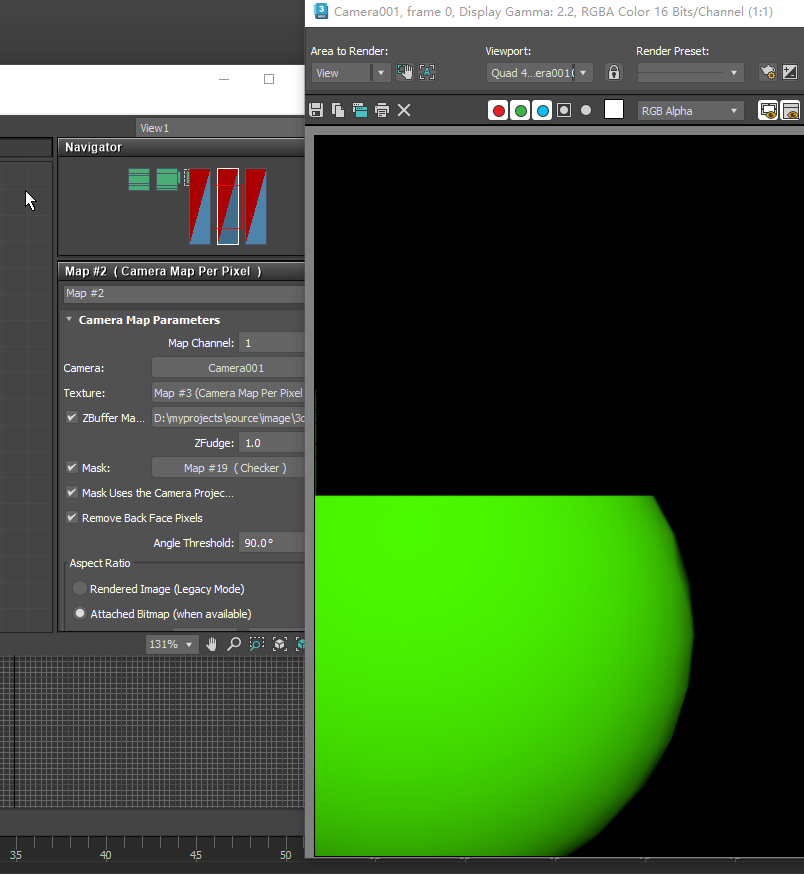 Camera001, frame 0, Display Gamma: 2.2, RGBA Color 16 Bits/Channel (1:1)
Area to Render:
Viewport:
Render Preset:
View
Quad 4...era001(
RGB Alpha
View1
Navigator
Map #2 ( Camera Map Per Pixel )
Map #2
Camera Map Parameters
Map Channel: 1
Camera: Camera001
Texture: Map #3 (Camera Map Per Pixel
ZBuffer Ma... D:\myprojects\source\image\3d
ZFudge: 1.0
Mask: Map #19 ( Checker )
Mask Uses the Camera Projec...
Remove Back Face Pixels
Angle Threshold: 90.0°
Aspect Ratio
Rendered Image (Legacy Mode)
Attached Bitmap (when available)
131%
35 40 45 50